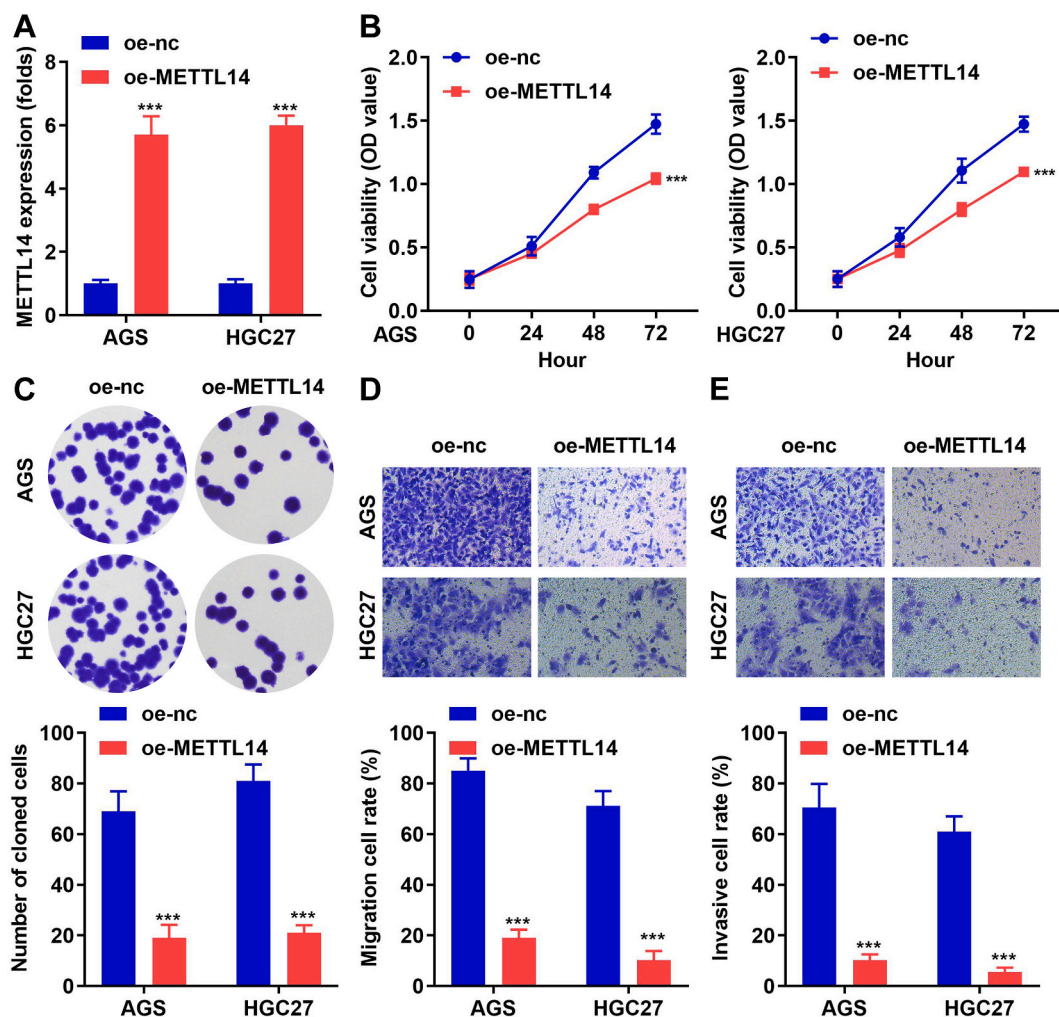 A
oe-nc
oe-METTL14
METTL14 expression (folds)
8
6
4
2
0
***
***
AGS
HGC27
B
oe-nc
oe-METTL14
Cell viability (OD value)
2.0
1.5
1.0
0.5
0.0
***
AGS
0
24
48
72
Hour
oe-nc
oe-METTL14
Cell viability (OD value)
2.0
1.5
1.0
0.5
0.0
***
HGC27
0
24
48
72
Hour
C
oe-nc
oe-METTL14
AGS
HGC27
oe-nc
oe-METTL14
Number of cloned cells
100
80
60
40
20
0
***
***
AGS
HGC27
D
oe-nc
oe-METTL14
AGS
HGC27
oe-nc
oe-METTL14
Migration cell rate (%)
100
80
60
40
20
0
***
***
AGS
HGC27
E
oe-nc
oe-METTL14
AGS
HGC27
oe-nc
oe-METTL14
Invasive cell rate (%)
100
80
60
40
20
0
***
***
AGS
HGC27